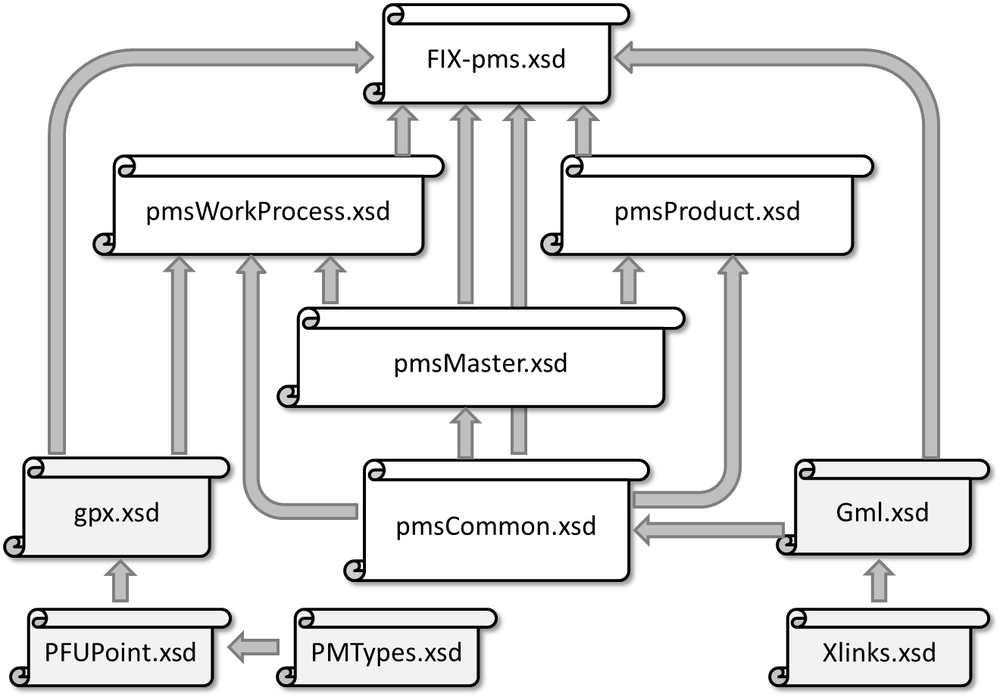 FIX-pms.xsd
pmsWorkProcess.xsd
pmsProduct.xsd
pmsMaster.xsd
gpx.xsd
pmsCommon.xsd
Gml.xsd
PFUPoint.xsd
PMTypes.xsd
Xlinks.xsd